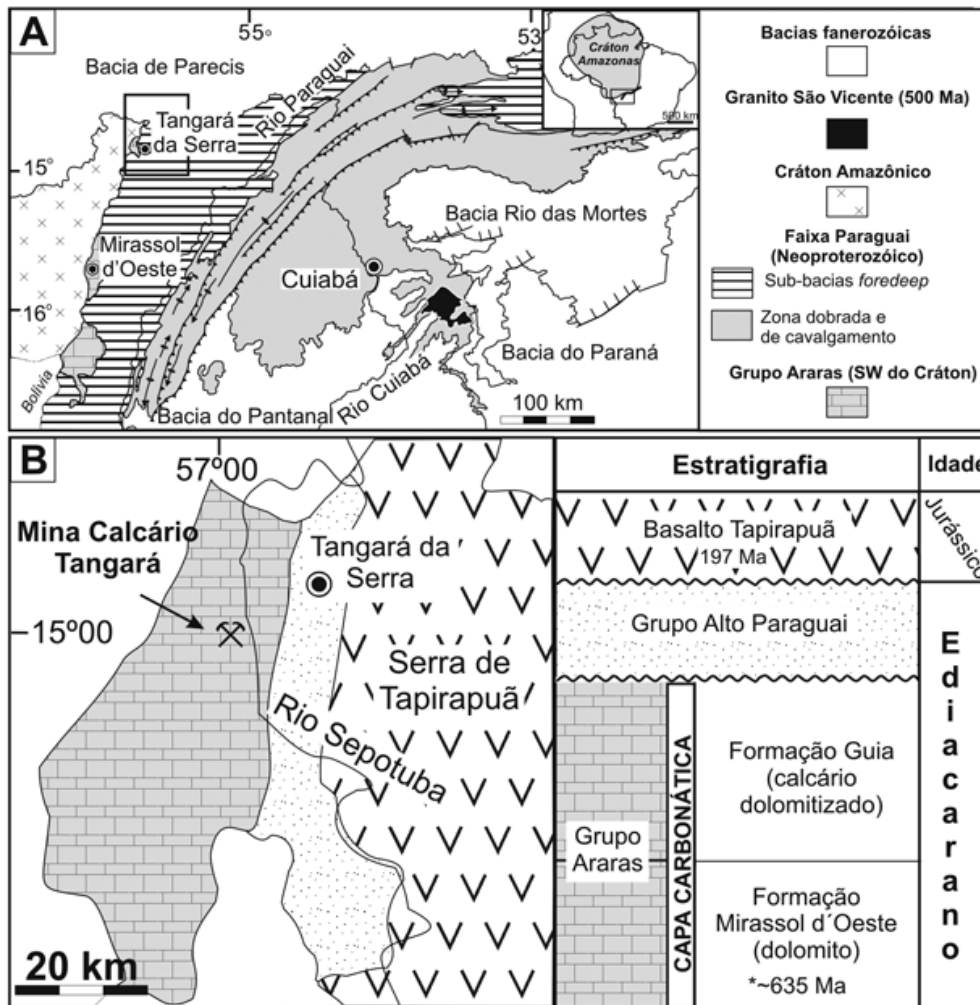 A
55°
53
Bacia de Parecis
Rio Paraguai
Tangará
da Serra
15°
Mirassol
d'Oeste
16°
Bolívia
Cuiabá
Bacia Rio das Mortes
Bacia do Paraná
Rio Cuiabá
Bacia do Pantanal
100 km
Cráton
Amazonas
500 km
Bacias fanerozóicas
Granito São Vicente (500 Ma)
Cráton Amazônico
Faixa Paraguai
(Neoproterozóico)
Sub-bacias foredeep
Zona dobrada e
de cavalgamento
Grupo Araras (SW do Cráton)
B
57°00
Mina Calcário
Tangará
15º00
Tangará da
Serra
Serra de
Tapirapuã
Rio Sepotuba
20 km
Estratigrafia
Idade
Basalto Tapirapuã
197 Ma
Jurássico
Grupo Alto Paraguai
Ediacarano
Grupo
Araras
CAPA CARBONÁTICA
Formação Guia
(calcário
dolomitizado)
Formação
Mirassol d´Oeste
(dolomito)
*~635 Ma